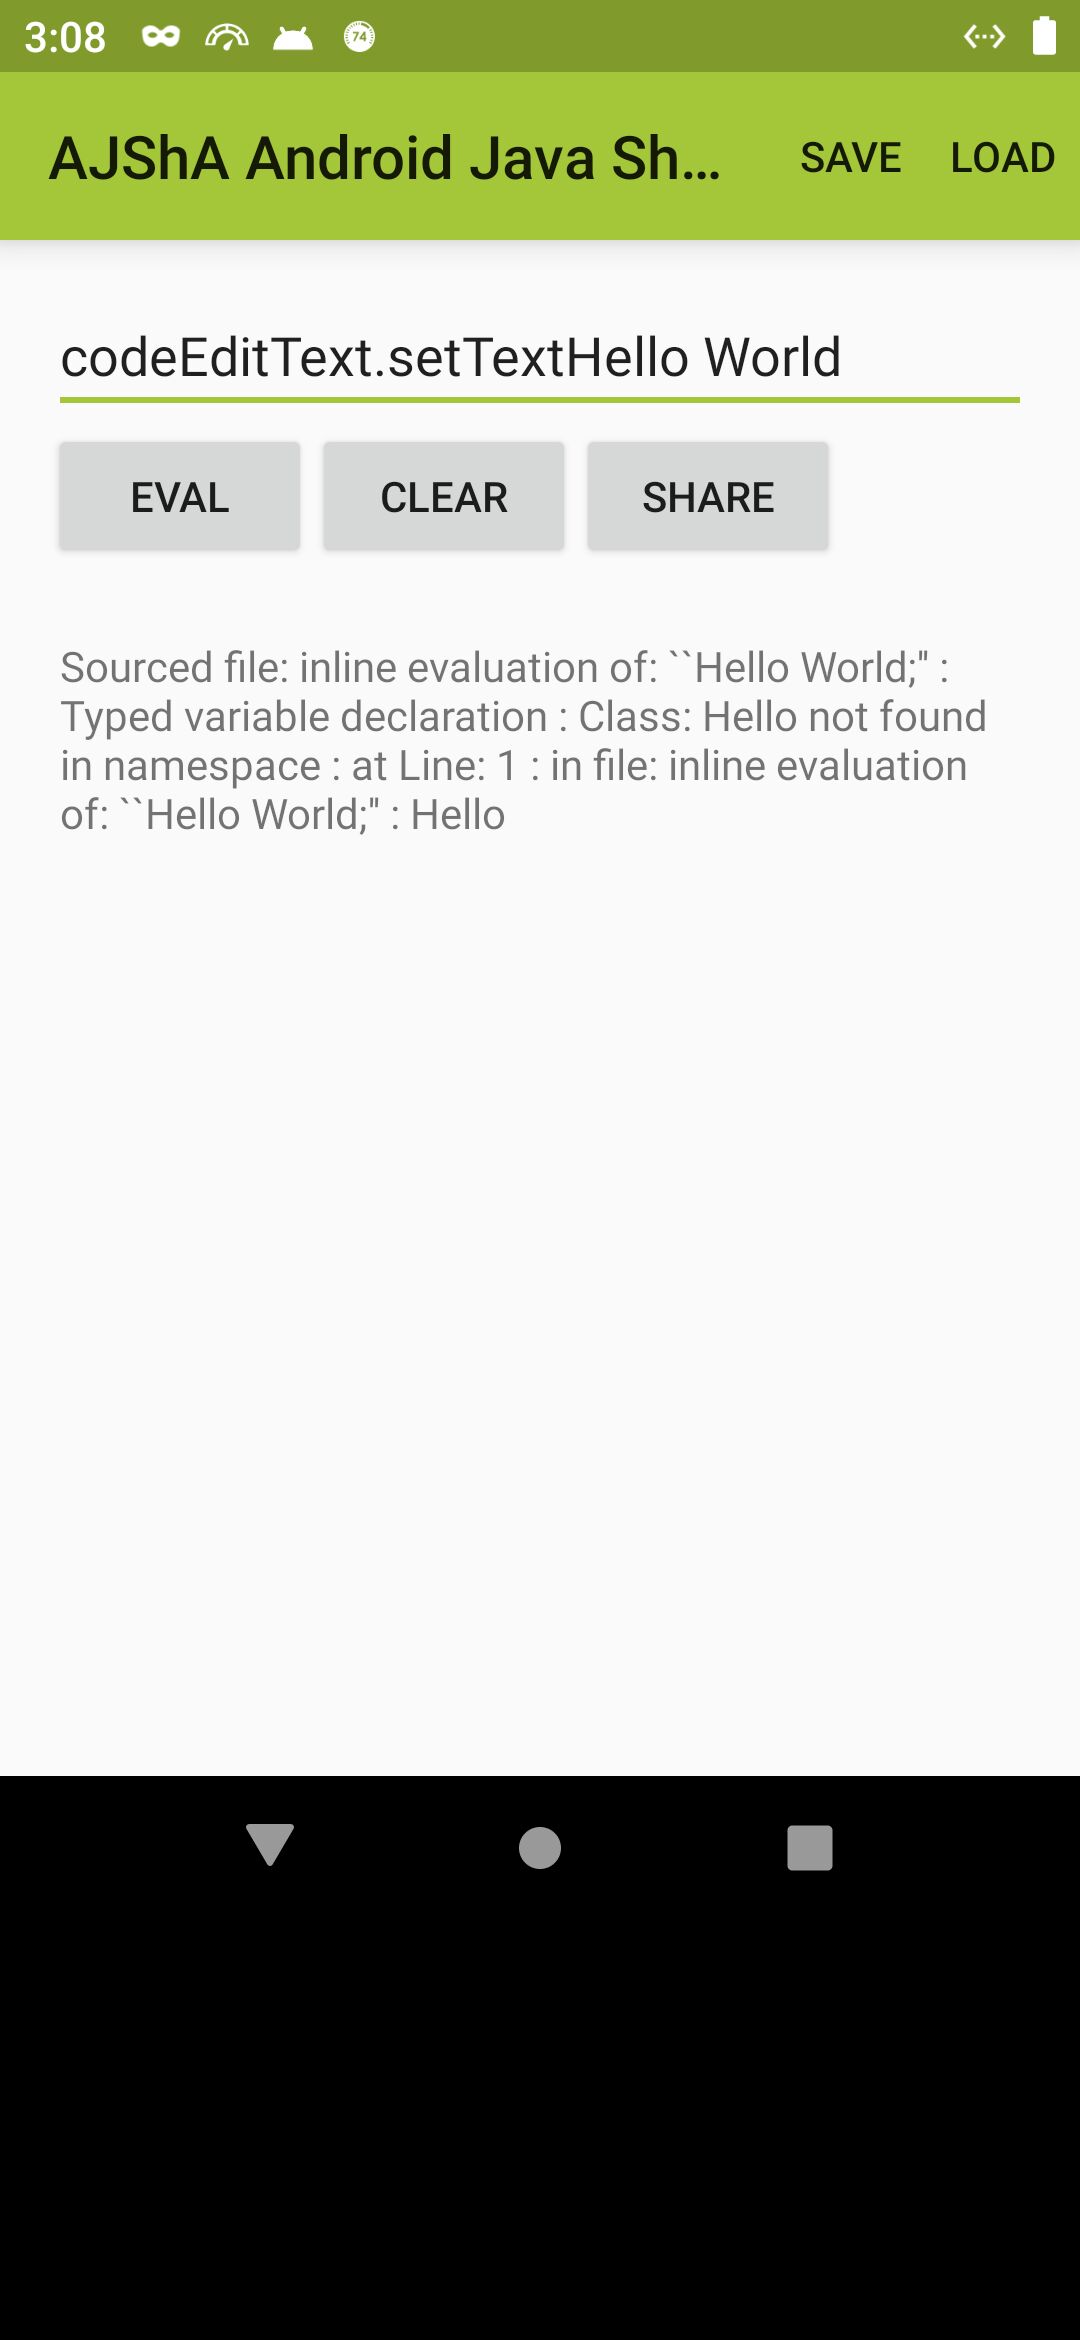 3:08
74
AJShA Android Java Sh...
SAVE
LOAD
codeEditText.setTextHello World
EVAL
CLEAR
SHARE
Sourced file: inline evaluation of: ``Hello World;'' :
Typed variable declaration : Class: Hello not found
in namespace : at Line: 1 : in file: inline evaluation
of: ``Hello World;'' : Hello